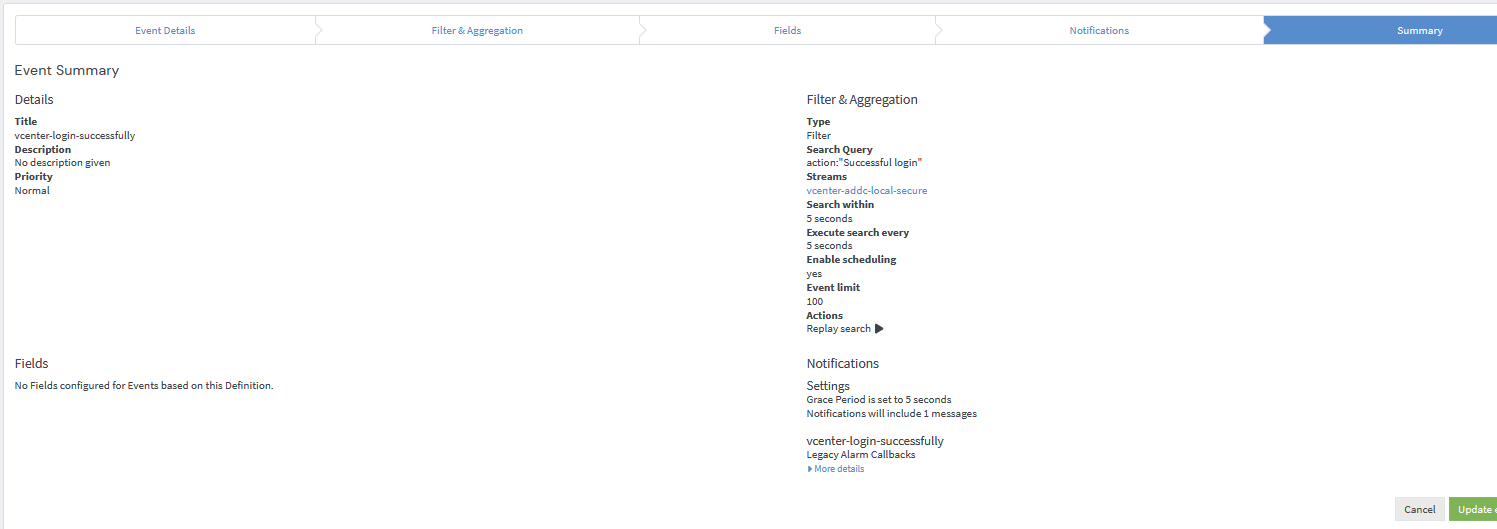 Event Details
Filter & Aggregation
Fields
Notifications
Summary
Event Summary
Details
Title
vcenter-login-successfully
Description
No description given
Priority
Normal
Filter & Aggregation
Type
Filter
Search Query
action:"Successful login"
Streams
vcenter-addc-local-secure
Search within
5 seconds
Execute search every
5 seconds
Enable scheduling
yes
Event limit
100
Actions
Replay search
Fields
No Fields configured for Events based on this Definition.
Notifications
Settings
Grace Period is set to 5 seconds
Notifications will include 1 messages
vcenter-login-successfully
Legacy Alarm Callbacks
More details
Cancel
Update